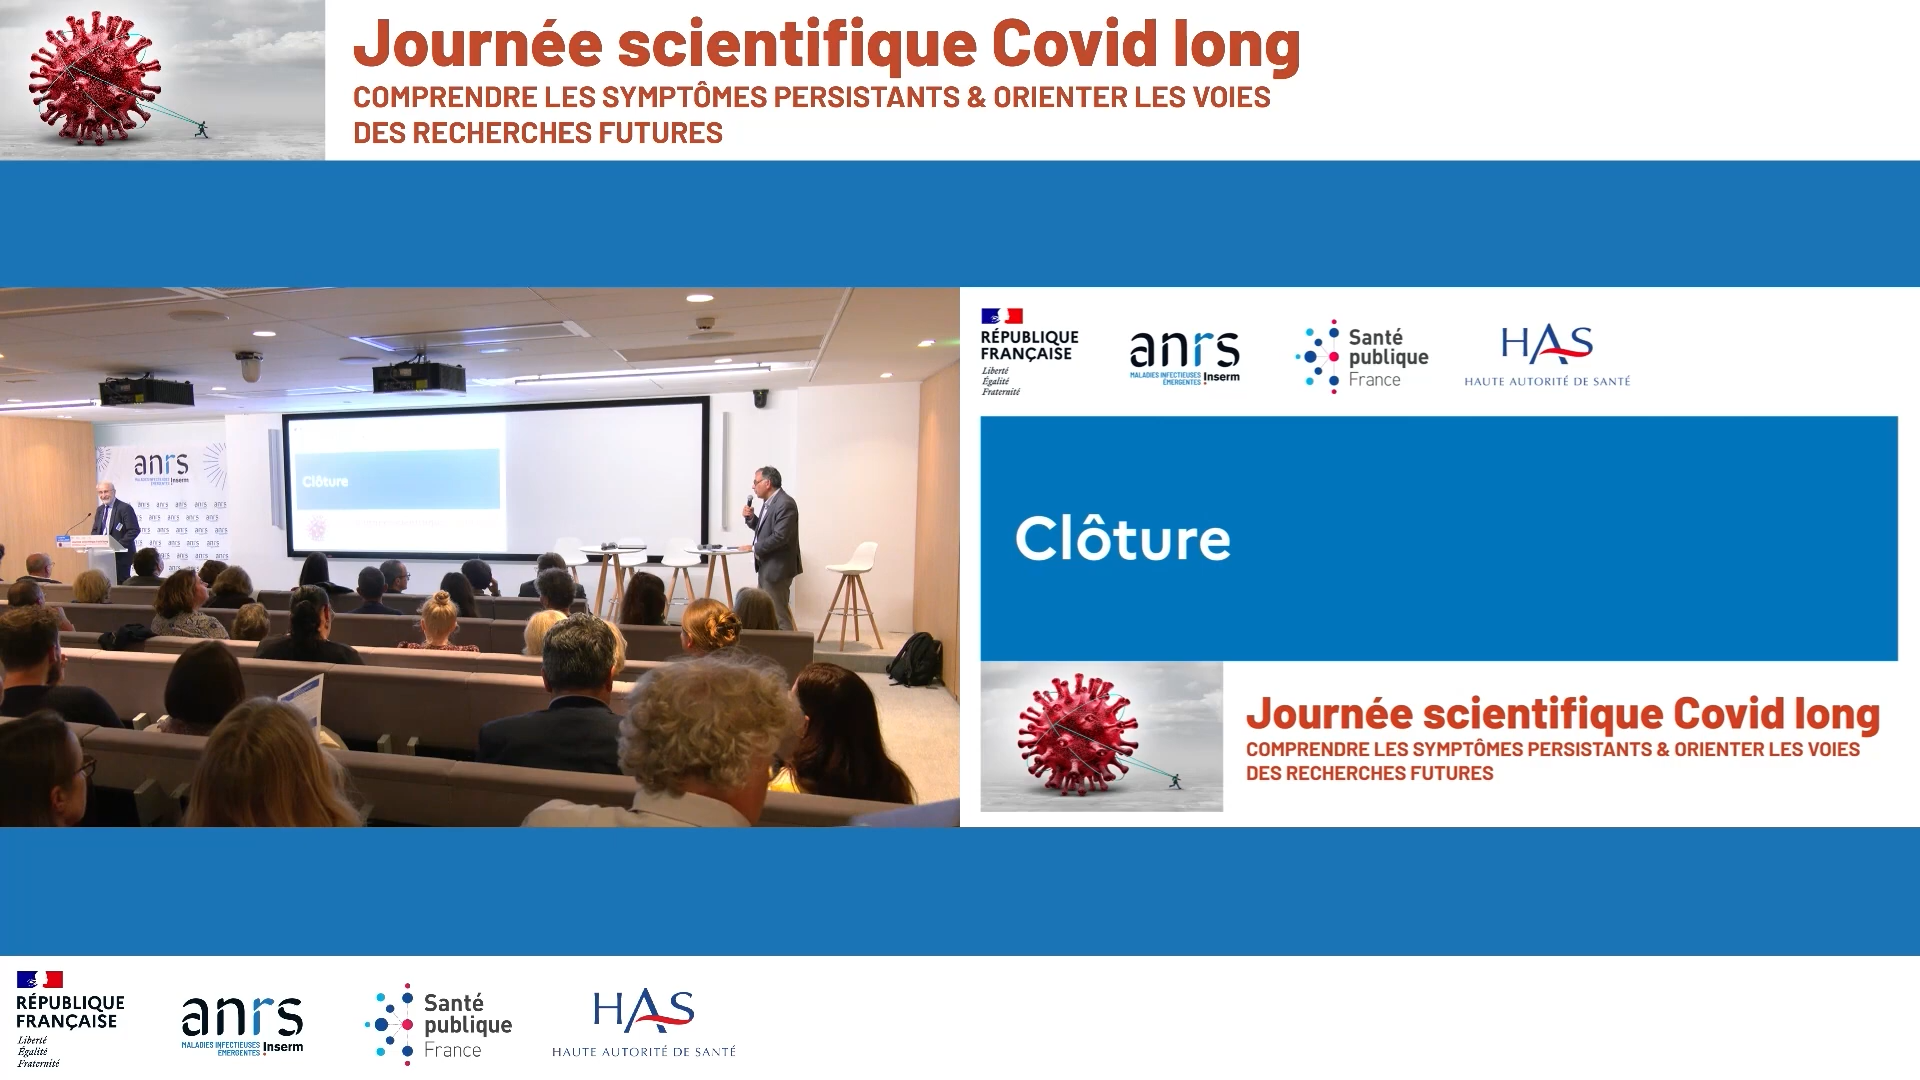 Journée scientifique Covid long
COMPRENDRE LES SYMPTÔMES PERSISTANTS & ORIENTER LES VOIES
DES RECHERCHES FUTURES
anrs
Inserm
Clôture
RÉPUBLIQUE
FRANÇAISE
Liberté
Égalité
Fraternité
anrs
MALADIES INFECTIEUSES
ÉMERGENTES Inserm
Santé
publique
France
HAS
HAUTE AUTORITÉ DE SANTÉ
Clôture
Journée scientifique Covid long
COMPRENDRE LES SYMPTÔMES PERSISTANTS & ORIENTER LES VOIES
DES RECHERCHES FUTURES
RÉPUBLIQUE
FRANÇAISE
Liberté
Égalité
Fraternité
anrs
MALADIES INFECTIEUSES
ÉMERGENTES Inserm
Santé
publique
France
HAS
HAUTE AUTORITÉ DE SANTÉ